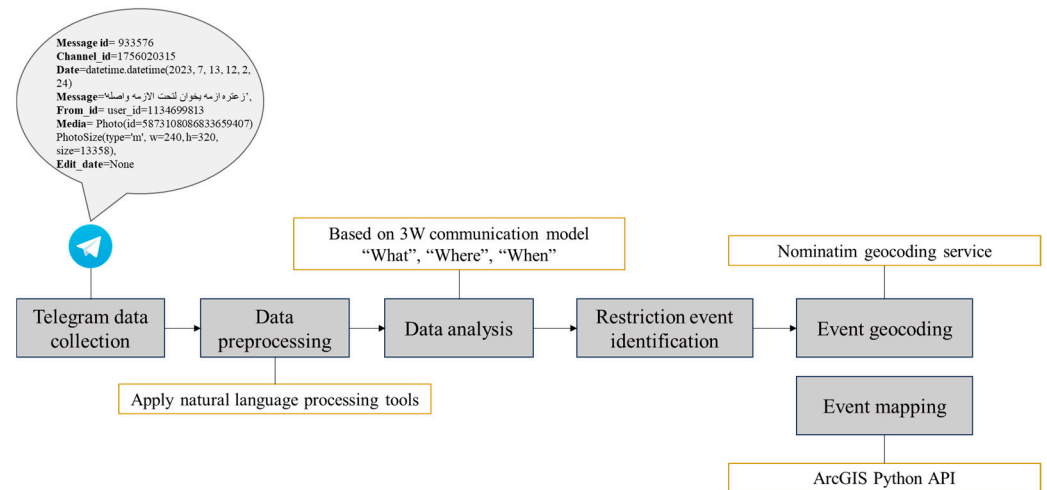 Message id= 933576
Channel_id=1756020315
Date=datetime.datetime(2023, 7, 13, 12, 2,
24)
Message='زعتره ازمه يخوان لتحت الازمه واصله',
From_id= user_id=1134699813
Media= Photo(id=5873108086833659407)
PhotoSize(type='m', w=240, h=320,
size=13358),
Edit_date=None
Based on 3W communication model
“What”, “Where”, “When”
Nominatim geocoding service
Telegram data
collection
Data
preprocessing
Data analysis
Restriction event
identification
Event geocoding
Apply natural language processing tools
Event mapping
ArcGIS Python API